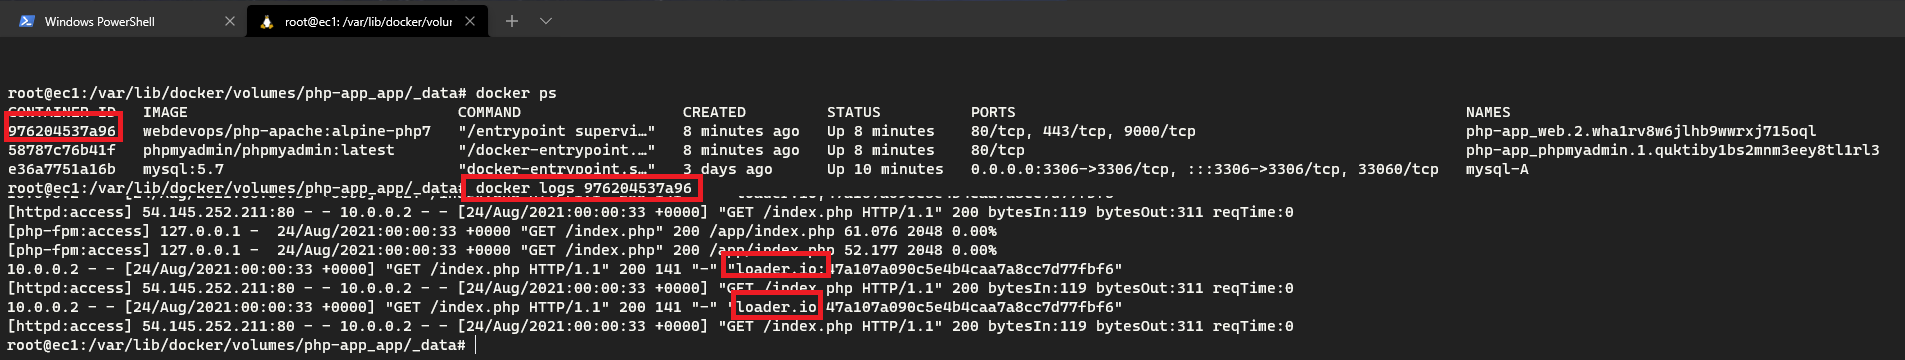 Windows PowerShell
root@ec1: /var/lib/docker/volu
root@ec1:/var/lib/docker/volumes/php-app_app/_data# docker ps
CONTAINER ID IMAGE COMMAND CREATED STATUS PORTS NAMES
976204537a96 webdevops/php-apache:alpine-php7 "/entrypoint supervi…" 8 minutes ago Up 8 minutes 80/tcp, 443/tcp, 9000/tcp php-app_web.2.wha1rv8w6jlhb9wwrxj715oql
58787c76b41f phpmyadmin/phpmyadmin:latest "/docker-entrypoint.…" 8 minutes ago Up 8 minutes 80/tcp php-app_phpmyadmin.1.quktiby1bs2mnm3eey8tl1rl3
e36a7751a16b mysql:5.7 "docker-entrypoint.s…" 3 days ago Up 10 minutes 0.0.0.0:3306->3306/tcp, :::3306->3306/tcp, 33060/tcp mysql-A
root@ec1:/var/lib/docker/volumes/php-app_app/_data# docker logs 976204537a96
[httpd:access] 54.145.252.211:80 - - 10.0.0.2 - - [24/Aug/2021:00:00:33 +0000] "GET /index.php HTTP/1.1" 200 bytesIn:119 bytesOut:311 reqTime:0
[php-fpm:access] 127.0.0.1 - 24/Aug/2021:00:00:33 +0000 "GET /index.php" 200 /app/index.php 61.076 2048 0.00%
[php-fpm:access] 127.0.0.1 - 24/Aug/2021:00:00:33 +0000 "GET /index.php" 200 /app/index.php 52.177 2048 0.00%
10.0.0.2 - - [24/Aug/2021:00:00:33 +0000] "GET /index.php HTTP/1.1" 200 141 "-" "loader.io:47a107a090c5e4b4caa7a8cc7d77fbf6"
[httpd:access] 54.145.252.211:80 - - 10.0.0.2 - - [24/Aug/2021:00:00:33 +0000] "GET /index.php HTTP/1.1" 200 bytesIn:119 bytesOut:311 reqTime:0
10.0.0.2 - - [24/Aug/2021:00:00:33 +0000] "GET /index.php HTTP/1.1" 200 141 "-" "loader.io 47a107a090c5e4b4caa7a8cc7d77fbf6"
[httpd:access] 54.145.252.211:80 - - 10.0.0.2 - - [24/Aug/2021:00:00:33 +0000] "GET /index.php HTTP/1.1" 200 bytesIn:119 bytesOut:311 reqTime:0
root@ec1:/var/lib/docker/volumes/php-app_app/_data#